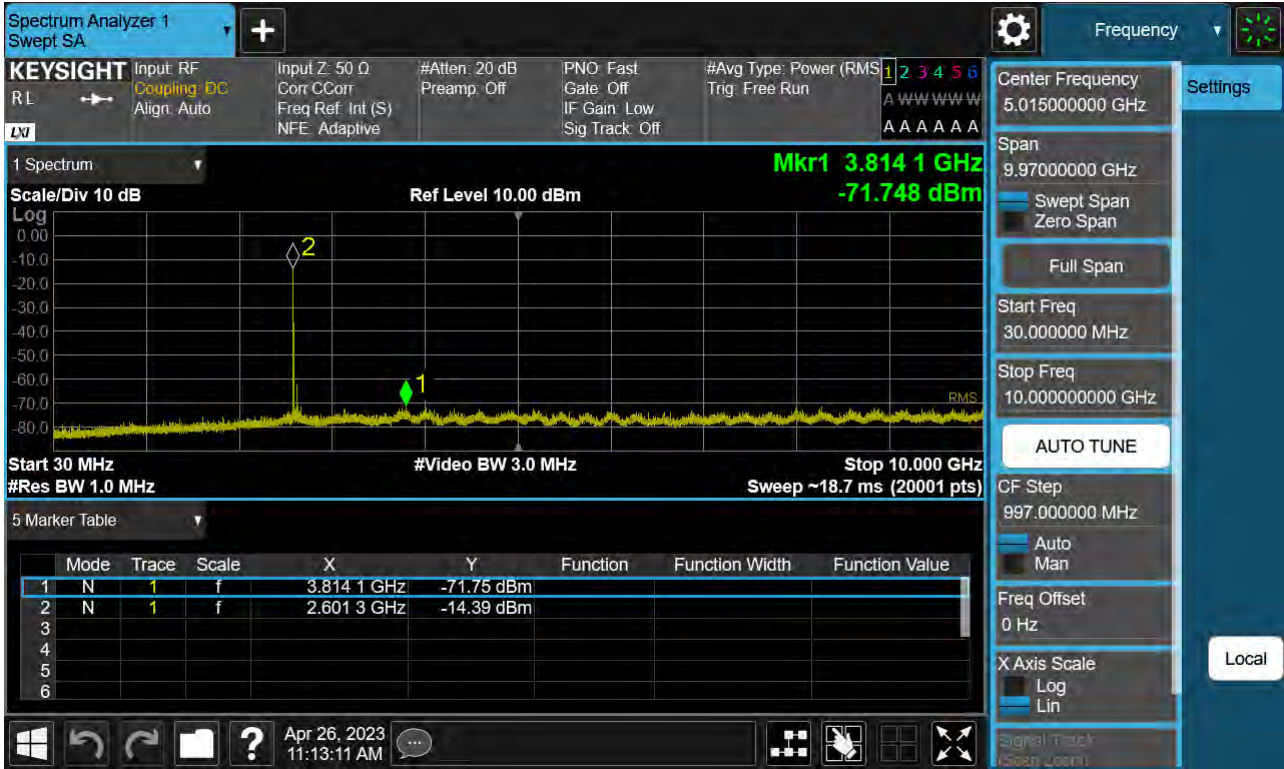 Spectrum Analyzer 1
Swept SA
Frequency
KEYSIGHT
RL
LXI
Input: RF
Coupling: DC
Align: Auto
Input Z: 50 Ω
Corr CCorr
Freq Ref: Int (S)
NFE: Adaptive
#Atten: 20 dB
Preamp: Off
PNO: Fast
Gate: Off
IF Gain: Low
Sig Track: Off
#Avg Type: Power (RMS
Trig: Free Run
1 2 3 4 5 6
A W W W W W
A A A A A A
1 Spectrum
Scale/Div 10 dB
Ref Level 10.00 dBm
Mkr1 3.814 1 GHz
-71.748 dBm
Log
0.00
-10.0
-20.0
-30.0
-40.0
-50.0
-60.0
-70.0
-80.0
2
1
RMS
Start 30 MHz
#Video BW 3.0 MHz
Stop 10.000 GHz
#Res BW 1.0 MHz
Sweep ~18.7 ms (20001 pts)
5 Marker Table
Mode Trace Scale X Y Function Function Width Function Value
1 N 1 f 3.814 1 GHz -71.75 dBm
2 N 1 f 2.601 3 GHz -14.39 dBm
3
4
5
6
Apr 26, 2023
11:13:11 AM
Center Frequency
5.015000000 GHz
Span
9.97000000 GHz
Swept Span
Zero Span
Full Span
Start Freq
30.000000 MHz
Stop Freq
10.000000000 GHz
AUTO TUNE
CF Step
997.000000 MHz
Auto
Man
Freq Offset
0 Hz
X Axis Scale
Log
Lin
Signal Track
(Span Zoom)
Settings
Local